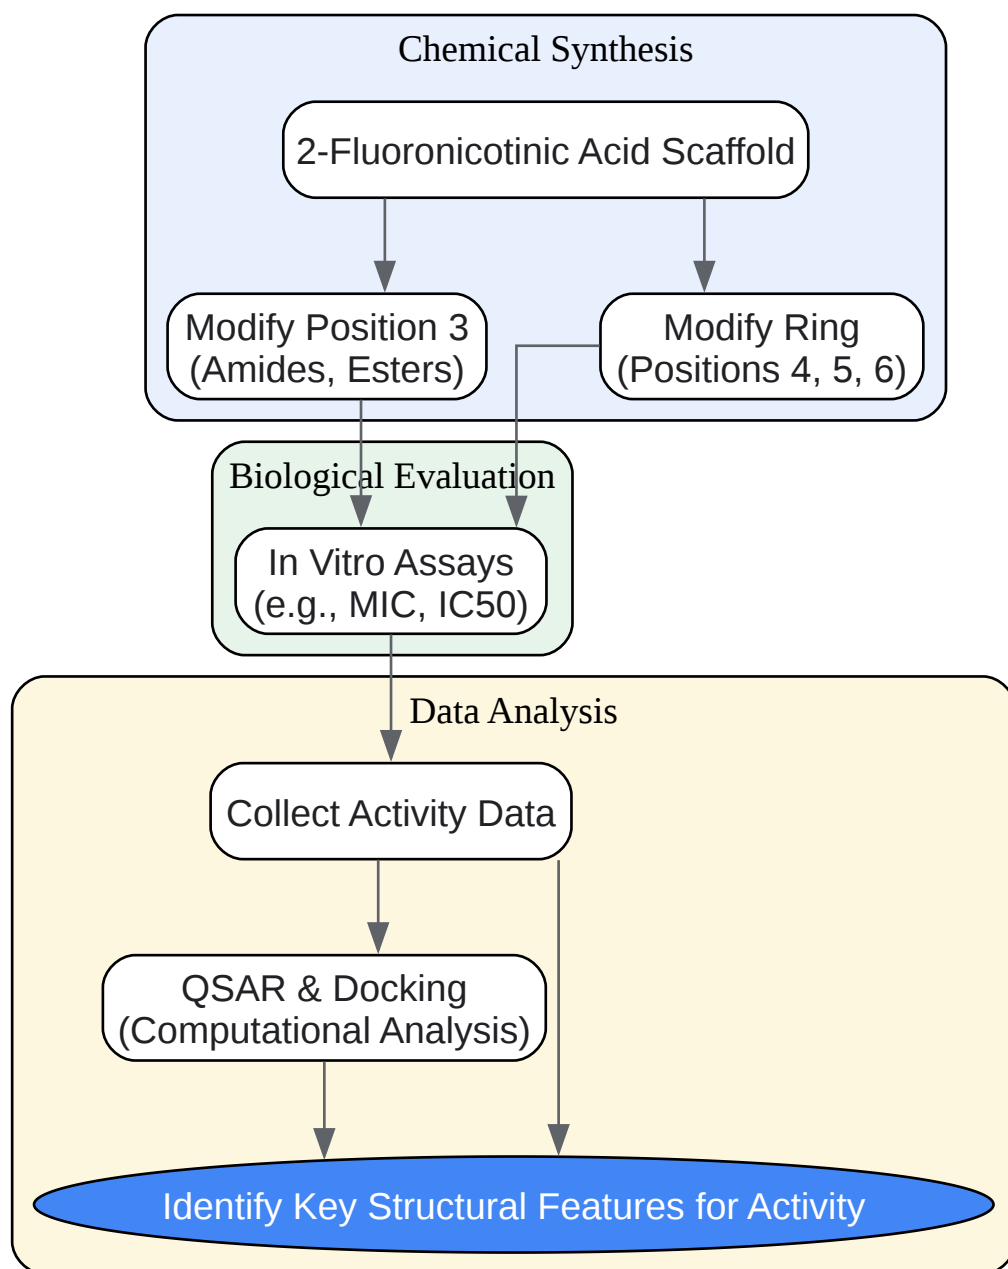 Chemical Synthesis
2-Fluoronicotinic Acid Scaffold
Modify Position 3
(Amides, Esters)
Modify Ring
(Positions 4, 5, 6)
Biological Evaluation
In Vitro Assays
(e.g., MIC, IC50)
Data Analysis
Collect Activity Data
QSAR & Docking
(Computational Analysis)
Identify Key Structural Features for Activity